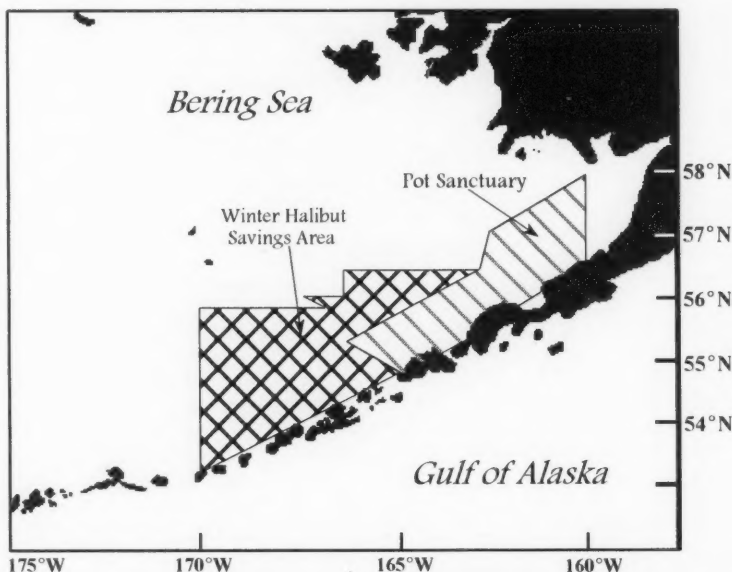 Bering Sea
Pot Sanctuary
Winter Halibut
Savings Area
58°N
57°N
56°N
55°N
54°N
Gulf of Alaska
175°W
170°W
165°W
160°W